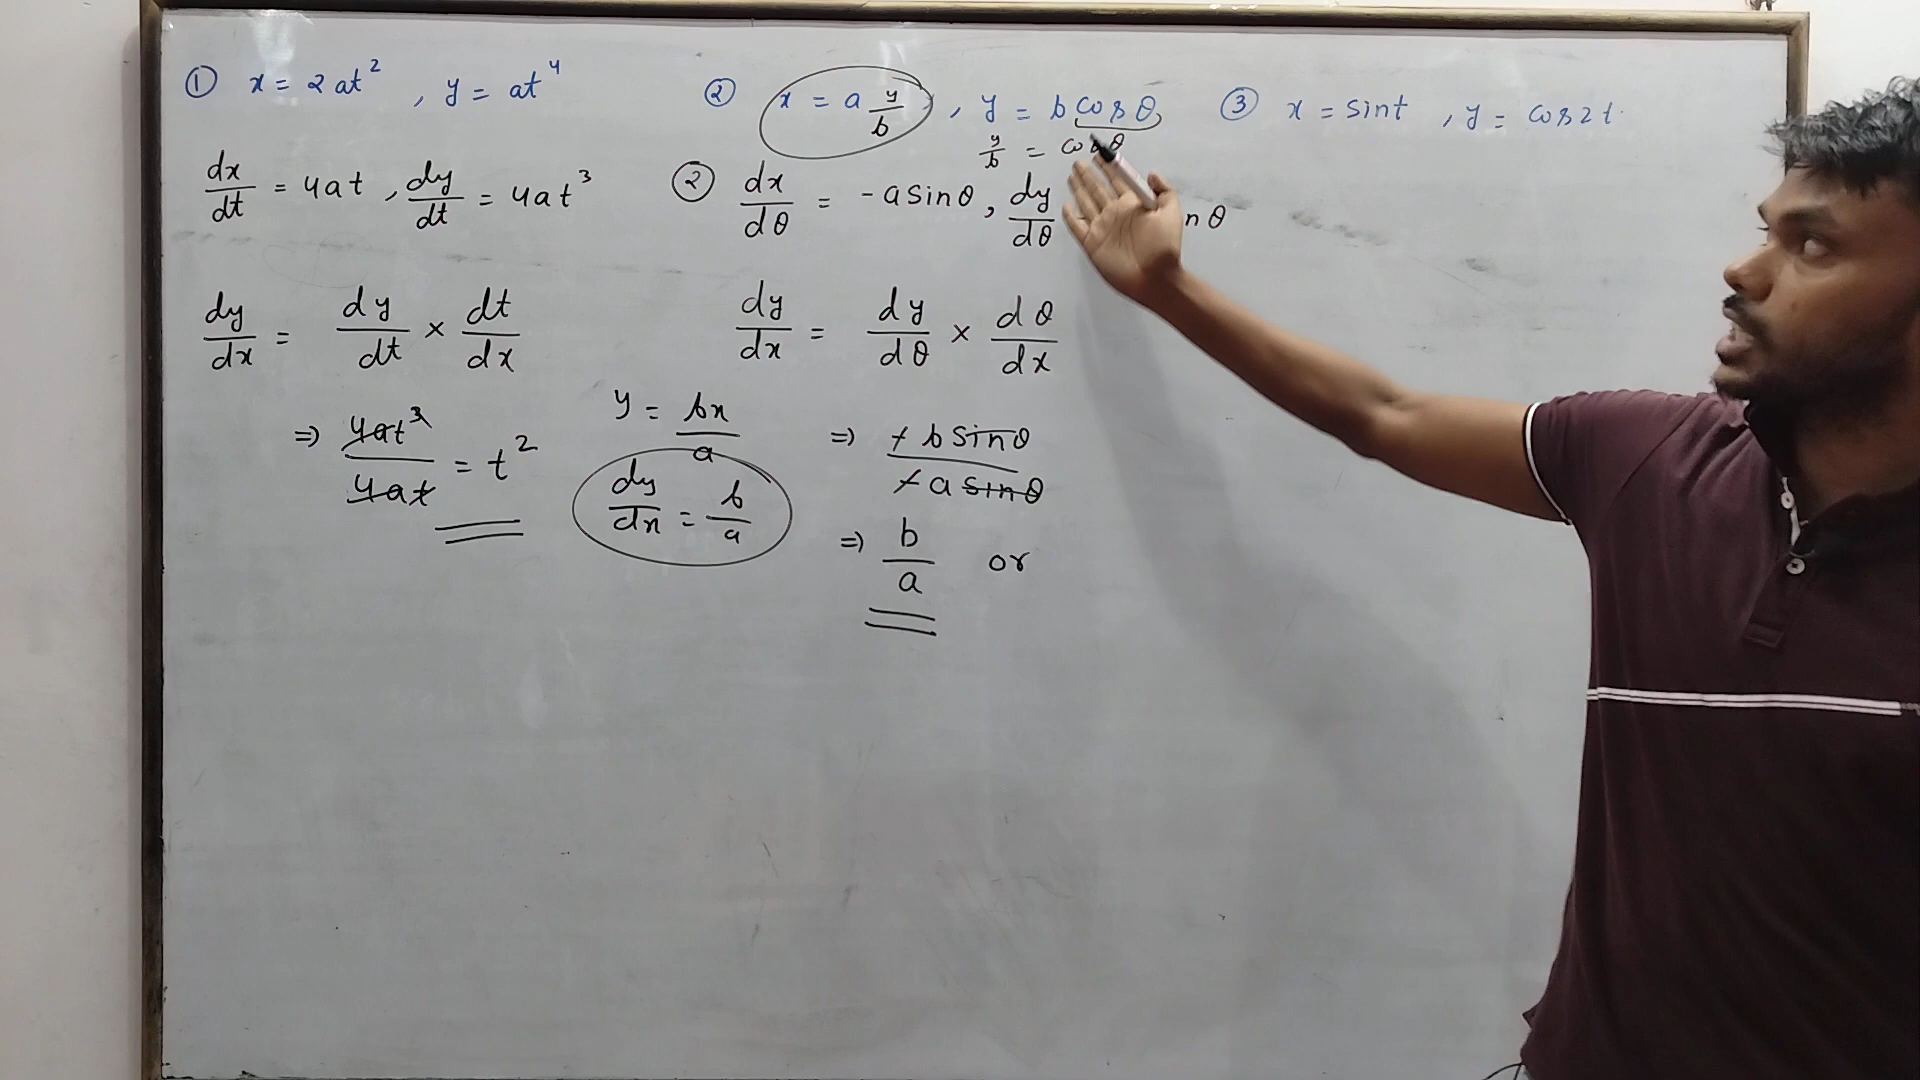 ① x = 2at² , y = at⁴
dx/dt = 4at , dy/dt = 4at³
dy/dx = dy/dt × dt/dx
⇒ 4at³/4at = t²
② x = a y/b , y = b cosθ
y/b = cosθ
② dx/dθ = -a sinθ , dy/dθ nθ
dy/dx = dy/dθ × dθ/dx
⇒ -b sinθ/-a sinθ
⇒ b/a or
y = bx/a
dy/dx = b/a
③ x = sint , y = cos2t